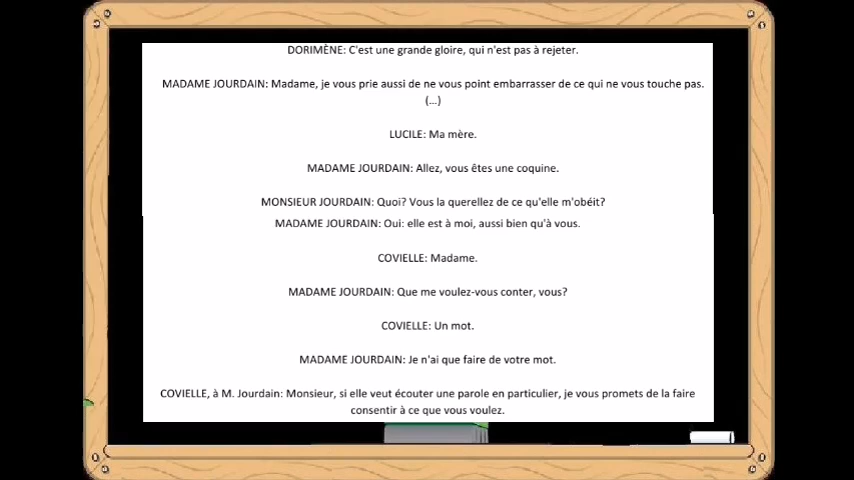 DORIMÈNE: C'est une grande gloire, qui n'est pas à rejeter.
MADAME JOURDAIN: Madame, je vous prie aussi de ne vous point embarrasser de ce qui ne vous touche pas.
(...)
LUCILE: Ma mère.
MADAME JOURDAIN: Allez, vous êtes une coquine.
MONSIEUR JOURDAIN: Quoi? Vous la querellez de ce qu'elle m'obéit?
MADAME JOURDAIN: Oui: elle est à moi, aussi bien qu'à vous.
COVIELLE: Madame.
MADAME JOURDAIN: Que me voulez-vous conter, vous?
COVIELLE: Un mot.
MADAME JOURDAIN: Je n'ai que faire de votre mot.
COVIELLE, à M. Jourdain: Monsieur, si elle veut écouter une parole en particulier, je vous promets de la faire
consentir à ce que vous voulez.